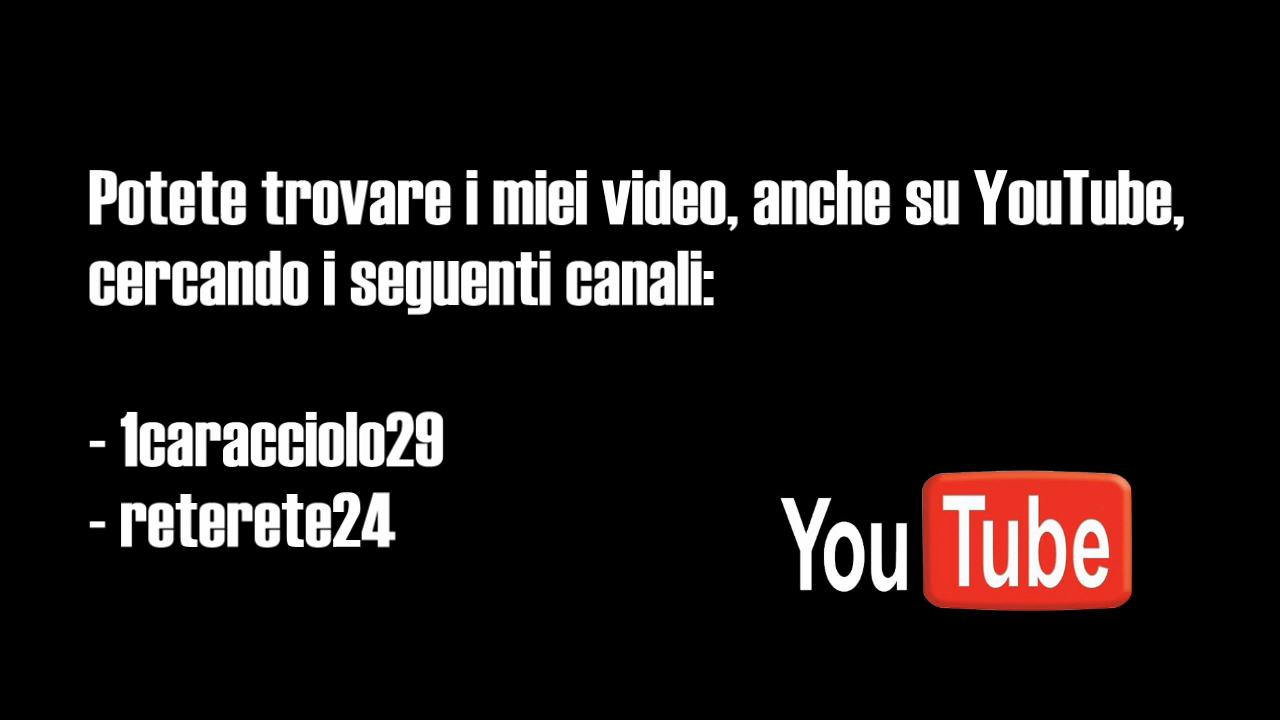 Potete trovare i miei video, anche su YouTube,
cercando i seguenti canali:
- 1caracciolo29
- reterete24
YouTube